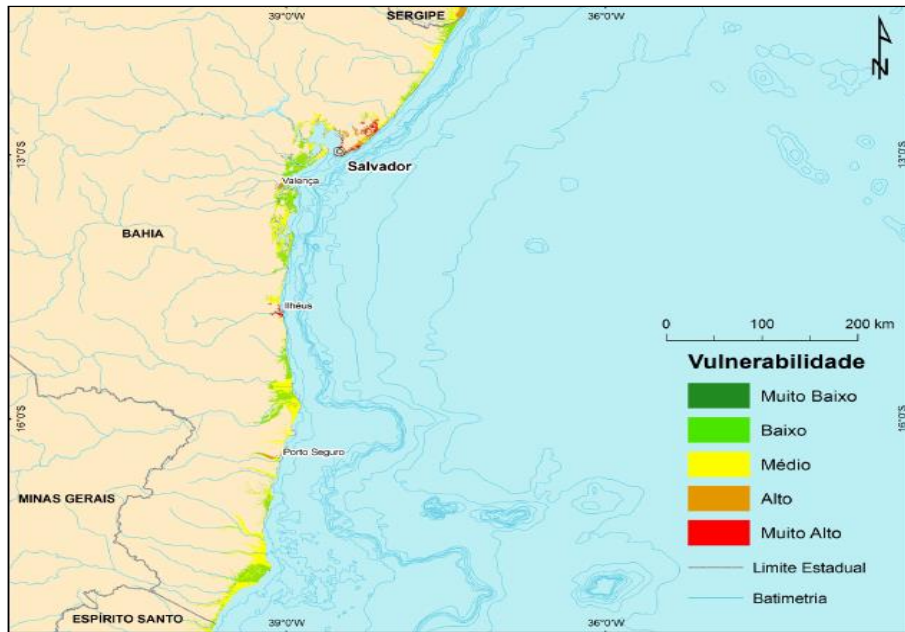 39°0'W
36°0'W
SERGIPE
N
13°0'S
13°0'S
Salvador
Valença
BAHIA
Ilhéus
0 100 200 km
Vulnerabilidade
Muito Baixo
Baixo
16°0'S
16°0'S
Médio
Porto Seguro
MINAS GERAIS
Alto
Muito Alto
Limite Estadual
Batimetria
ESPÍRITO SANTO
39°0'W
36°0'W